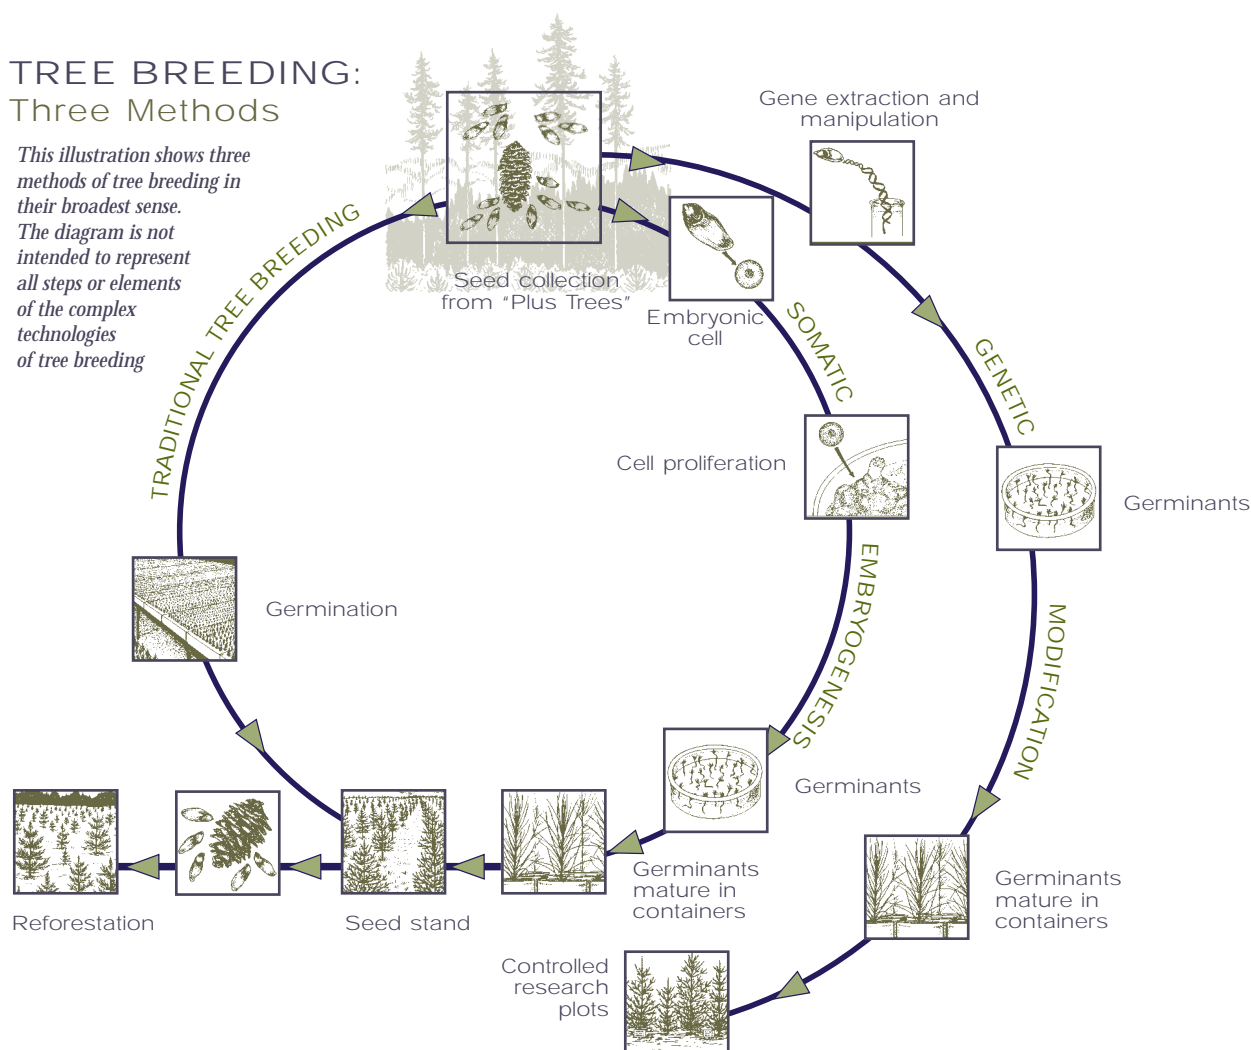 TREE BREEDING:
Three Methods
This illustration shows three
methods of tree breeding in
their broadest sense.
The diagram is not
intended to represent
all steps or elements
of the complex
technologies
of tree breeding
Seed collection
from “Plus Trees”
Gene extraction and
manipulation
Embryonic
cell
TRADITIONAL TREE BREEDING
SOMATIC
EMBRYOGENESIS
GENETIC
MODIFICATION
Cell proliferation
Germinants
Germination
Germinants
Germinants
mature in
containers
Germinants
mature in
containers
Reforestation
Seed stand
Controlled
research
plots